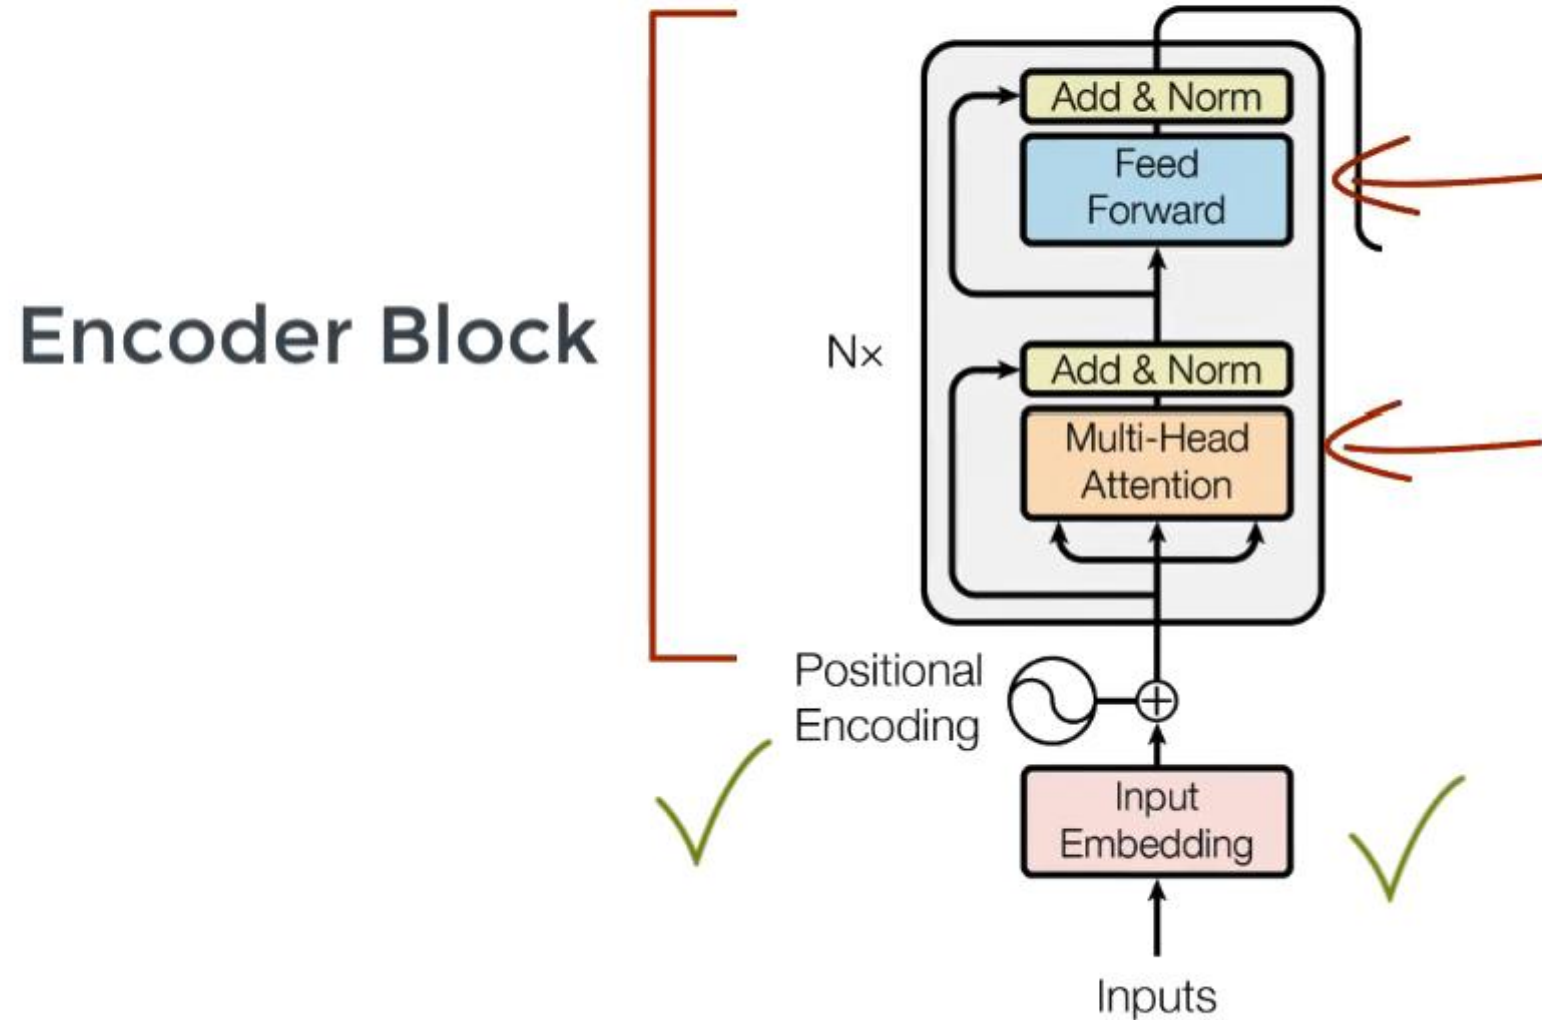 Encoder Block
Nx
Add & Norm
Feed
Forward
Add & Norm
Multi-Head
Attention
Positional
Encoding
Input
Embedding
Inputs